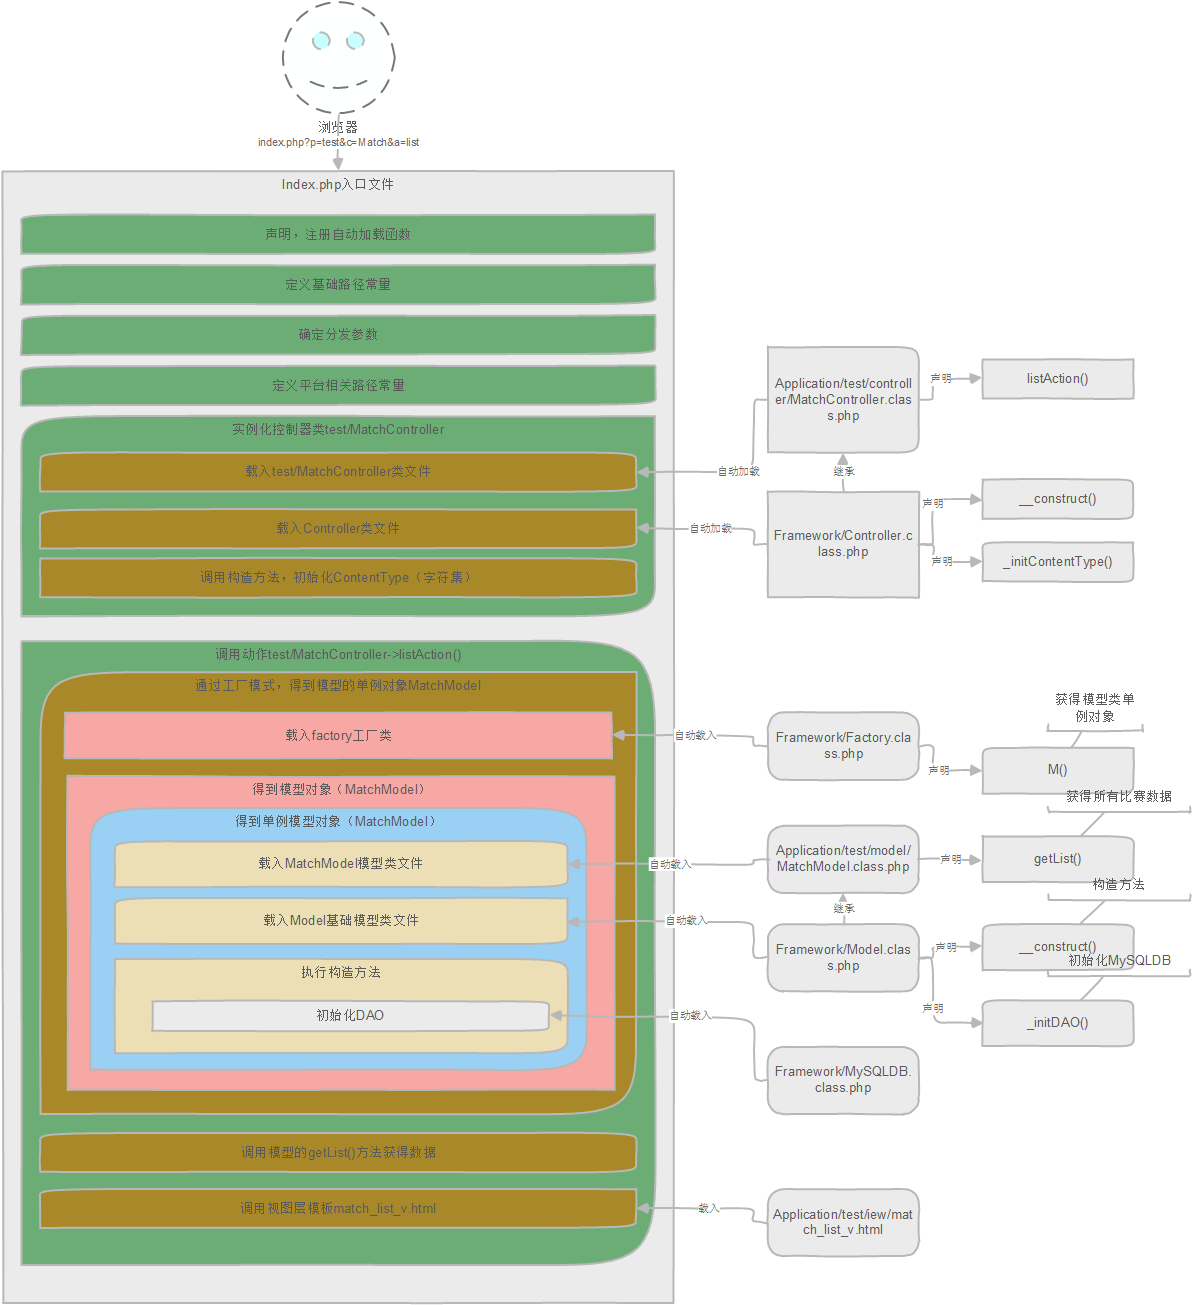 浏览器
index.php?p=test&c=Match&a=list
Index.php入口文件
声明，注册自动加载函数
定义基础路径常量
确定分发参数
定义平台相关路径常量
实例化控制器类test/MatchController
载入test/MatchController类文件
自动加载
载入Controller类文件
自动加载
调用构造方法，初始化ContentType（字符集）
Application/test/controll
er/MatchController.clas
s.php
声明
listAction()
继承
Framework/Controller.c
lass.php
声明
__construct()
声明
_initContentType()
调用动作test/MatchController->listAction()
通过工厂模式，得到模型的单例对象MatchModel
载入factory工厂类
自动载入
Framework/Factory.cla
ss.php
声明
获得模型类单
例对象
M()
得到模型对象（MatchModel）
得到单例模型对象（MatchModel）
载入MatchModel模型类文件
自动载入
Application/test/model/
MatchModel.class.php
声明
获得所有比赛数据
getList()
继承
载入Model基础模型类文件
自动载入
Framework/Model.clas
s.php
声明
构造方法
__construct()
声明
初始化MySQLDB
_initDAO()
执行构造方法
初始化DAO
自动载入
Framework/MySQLDB.
class.php
调用模型的getList()方法获得数据
调用视图层模板match_list_v.html
载入
Application/test/iew/mat
ch_list_v.html